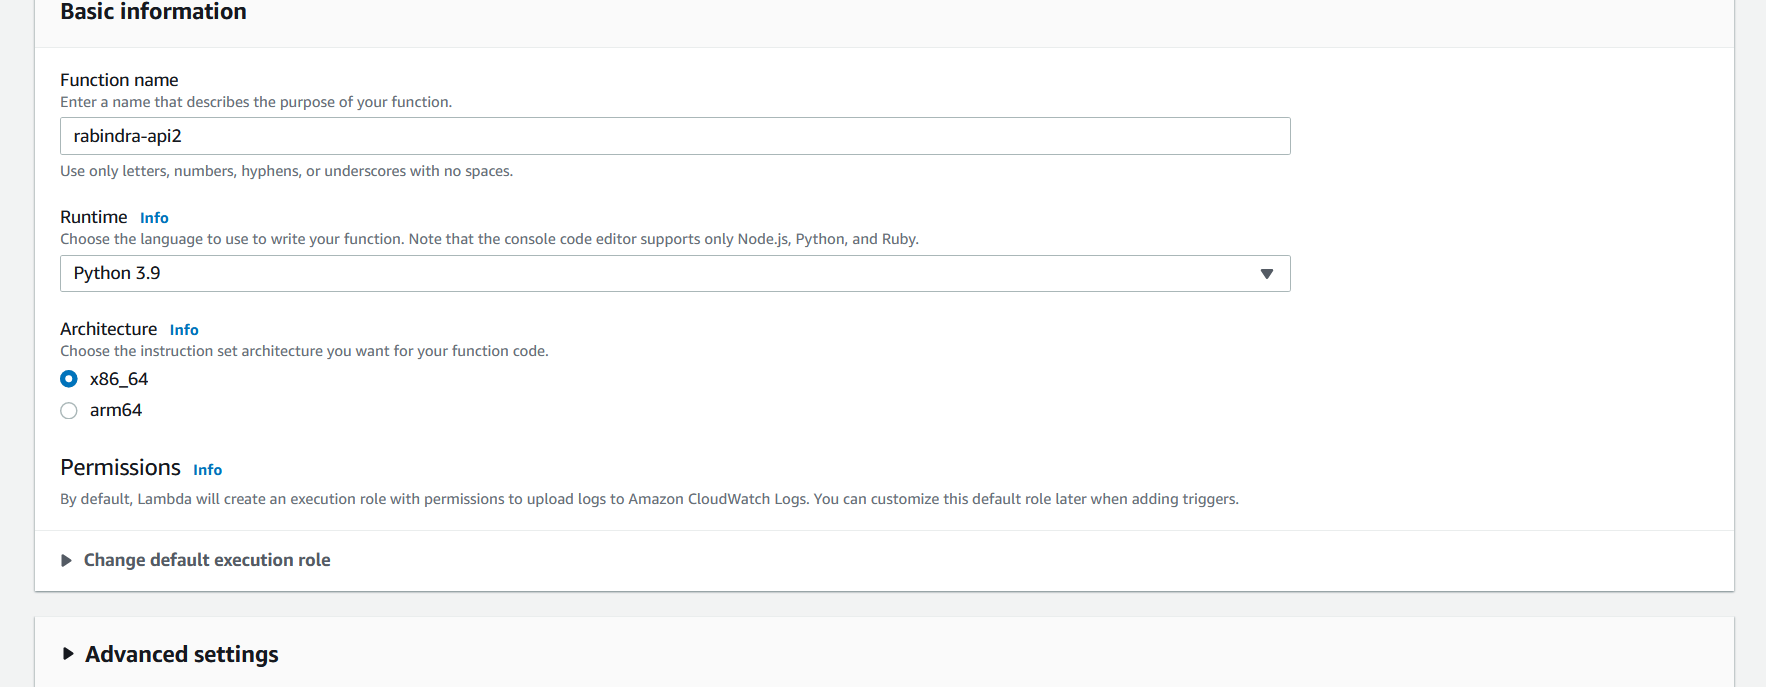 Basic information
Function name
Enter a name that describes the purpose of your function.
rabindra-api2
Use only letters, numbers, hyphens, or underscores with no spaces.
Runtime Info
Choose the language to use to write your function. Note that the console code editor supports only Node.js, Python, and Ruby.
Python 3.9
Architecture Info
Choose the instruction set architecture you want for your function code.
x86_64
arm64
Permissions Info
By default, Lambda will create an execution role with permissions to upload logs to Amazon CloudWatch Logs. You can customize this default role later when adding triggers.
Change default execution role
Advanced settings